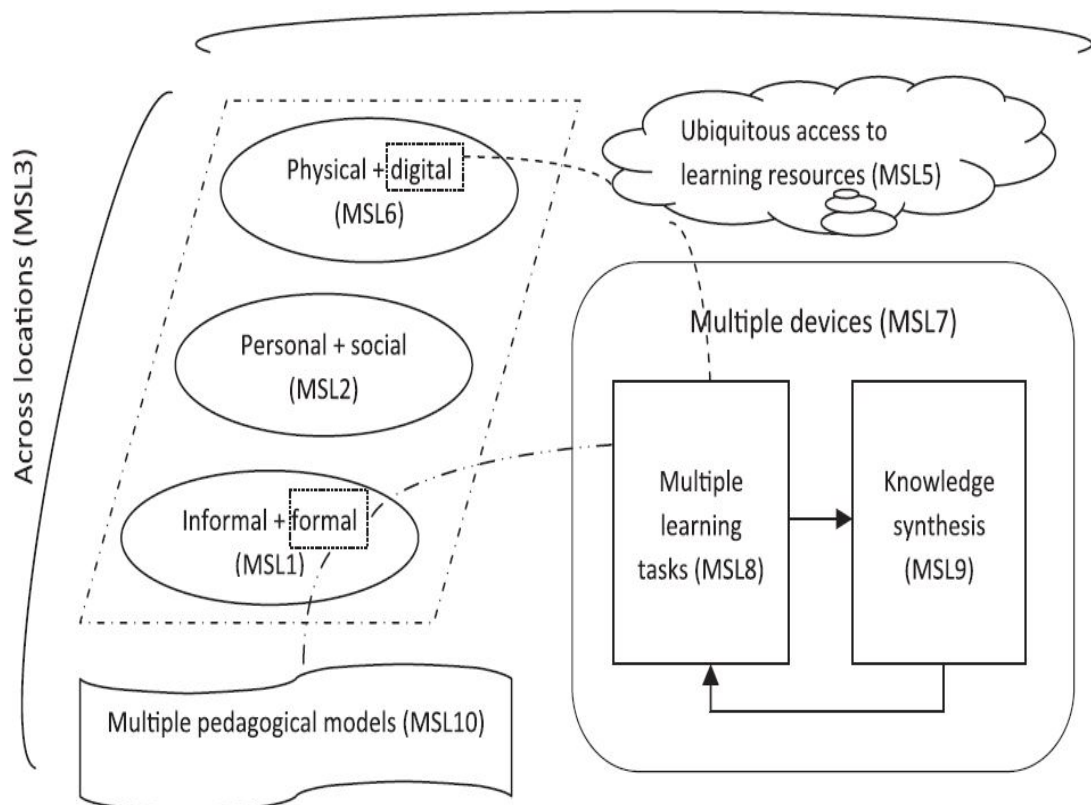 Across locations (MSL3)
Physical + digital
(MSL6)
Ubiquitous access to
learning resources (MSL5)
Personal + social
(MSL2)
Multiple devices (MSL7)
Informal + formal
(MSL1)
Multiple
learning
tasks (MSL8)
Knowledge
synthesis
(MSL9)
Multiple pedagogical models (MSL10)